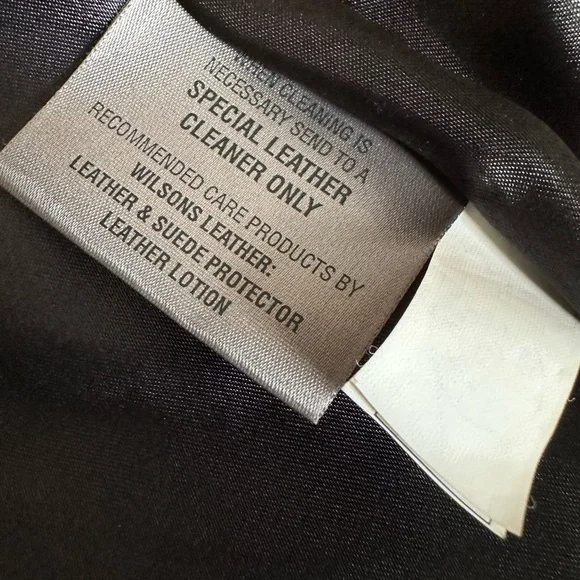 WHEN CLEANING IS
NECESSARY SEND TO A
SPECIAL LEATHER
CLEANER ONLY
RECOMMENDED CARE PRODUCTS BY
WILSONS LEATHER:
LEATHER & SUEDE PROTECTOR
LEATHER LOTION